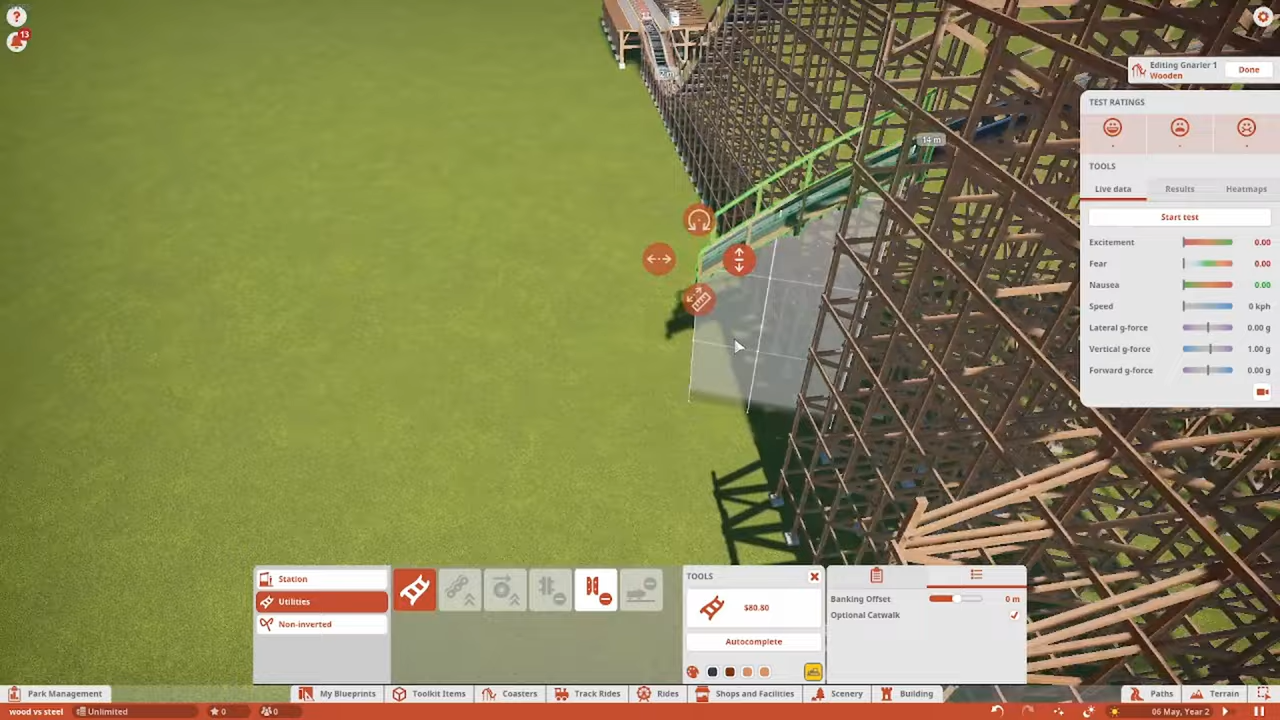 ?
13
14 m
Editing Gnarler 1
Wooden
Done
TEST RATINGS
TOOLS
Live data
Results
Heatmaps
Start test
Excitement 0.00
Fear 0.00
Nausea 0.00
Speed 0 kph
Lateral g-force 0.00 g
Vertical g-force 1.00 g
Forward g-force 0.00 g
Station
Utilities
Non-inverted
TOOLS
$80.80
Autocomplete
Banking Offset 0 m
Optional Catwalk
Park Management
My Blueprints
Toolkit Items
Coasters
Track Rides
Rides
Shops and Facilities
Scenery
Building
Paths
Terrain
wood vs steel
Unlimited
0
0
06 May, Year 2